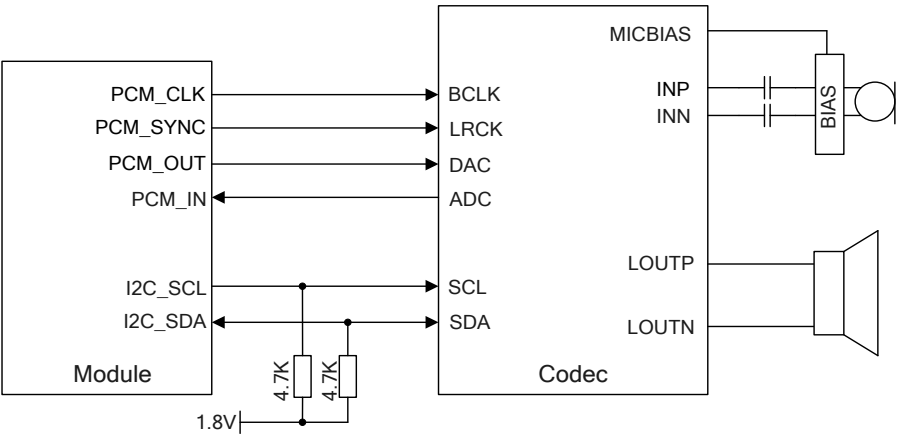 MICBIAS
PCM_CLK
BCLK
INP
PCM_SYNC
LRCK
INN
BIAS
PCM_OUT
DAC
PCM_IN
ADC
LOUTP
I2C_SCL
SCL
I2C_SDA
SDA
LOUTN
Module
4.7K
4.7K
Codec
1.8V